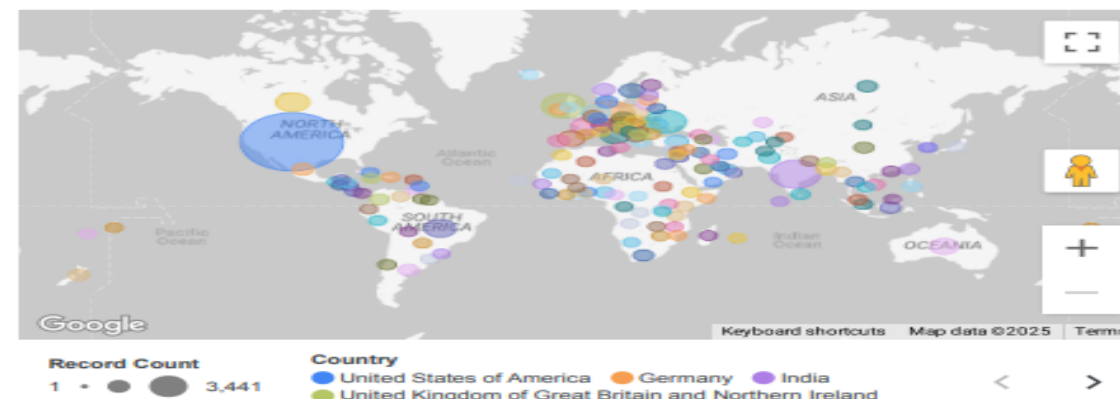 ASIA
NORTH
AMERICA
Atlantic
Ocean
AFRICA
SOUTH
AMERICA
Pacific
Ocean
Indian
Ocean
OCEANIA
Google
Keyboard shortcuts Map data ©2025 Terms
Record Count
1 3,441
Country
United States of America Germany India
United Kingdom of Great Britain and Northern Ireland